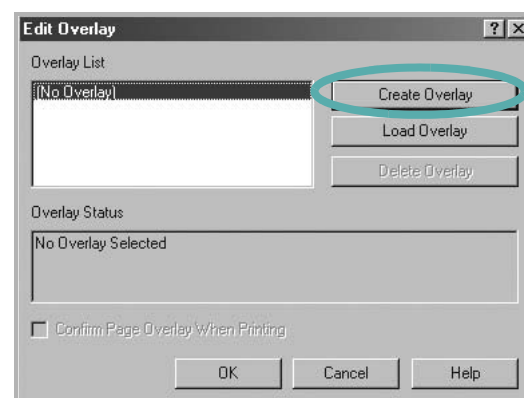 Edit Overlay
Overlay List
(No Overlay)
Create Overlay
Load Overlay
Delete Overlay
Overlay Status
No Overlay Selected
Confirm Page Overlay When Printing
OK Cancel Help